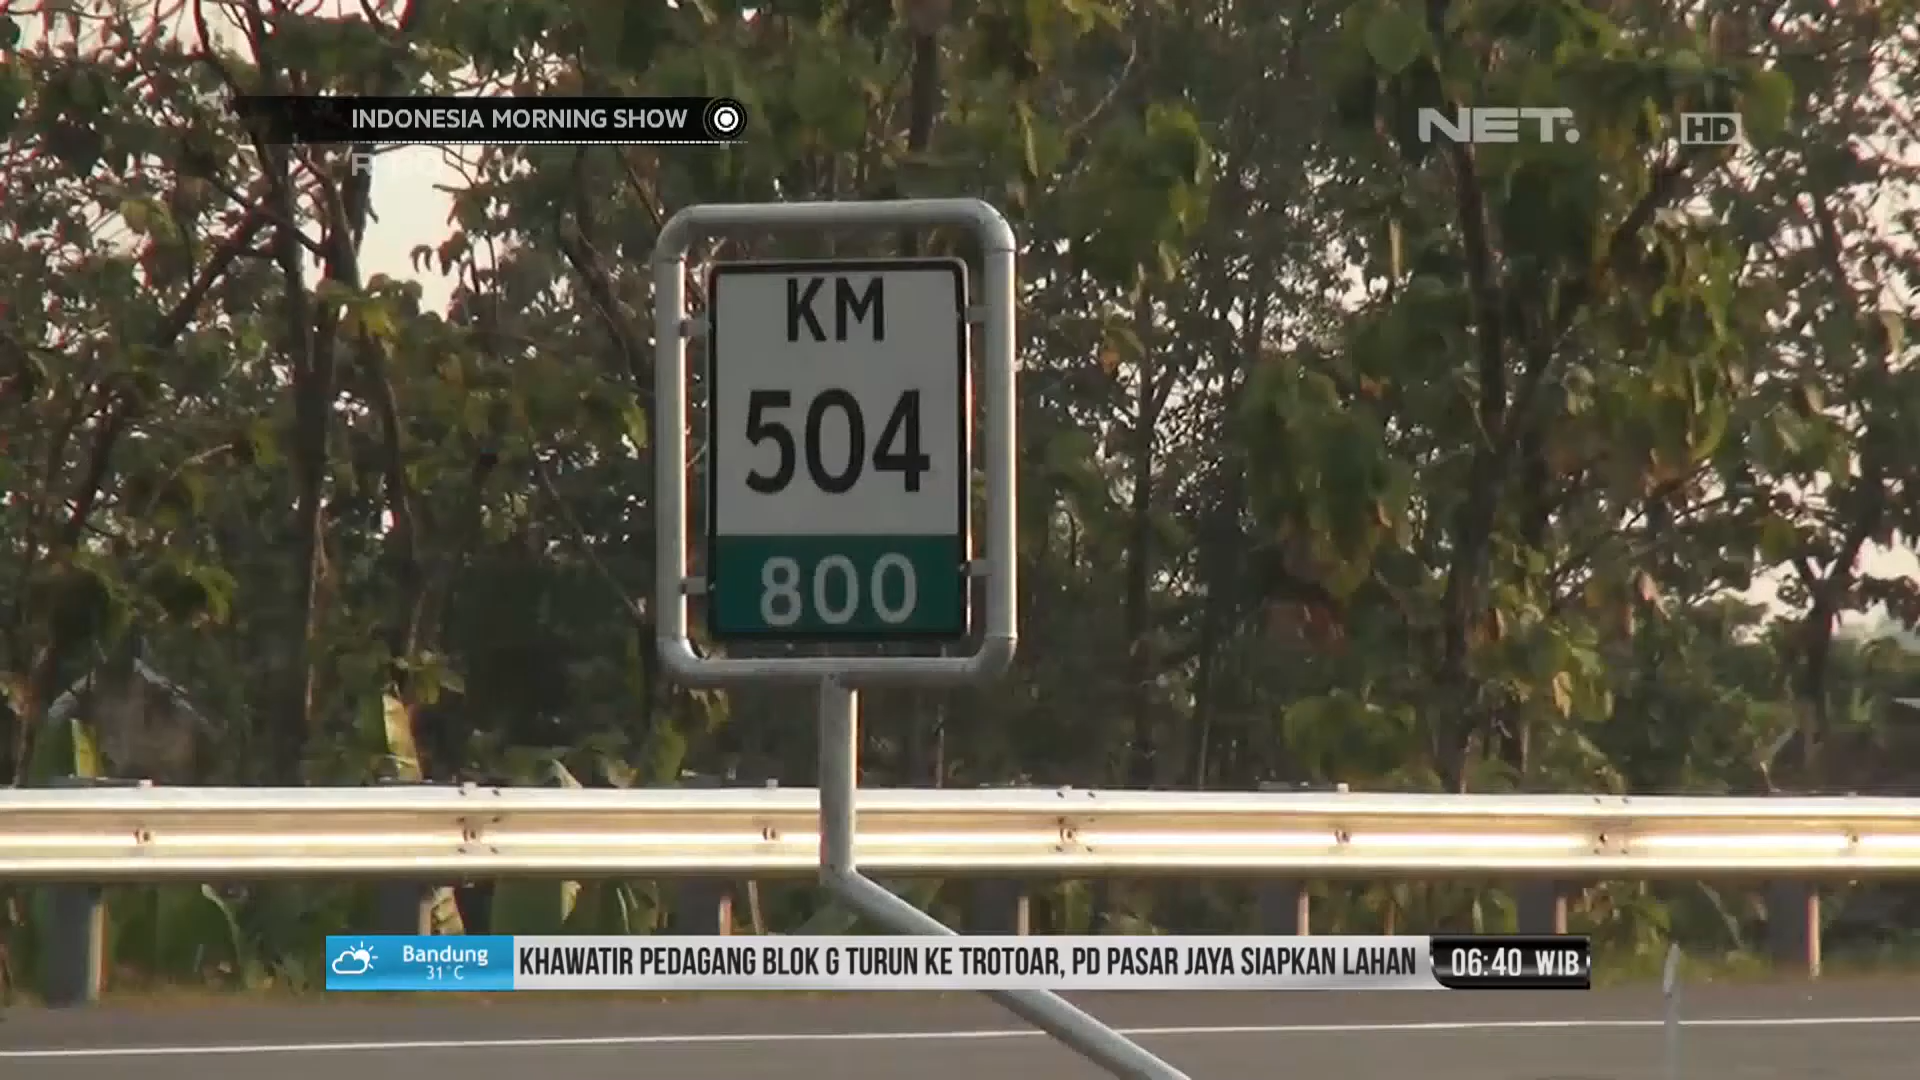 INDONESIA MORNING SHOW
NET.
HD
KM
504
800
Bandung
31°C
KHAWATIR PEDAGANG BLOK G TURUN KE TROTOAR, PD PASAR JAYA SIAPKAN LAHAN
06:40 WIB